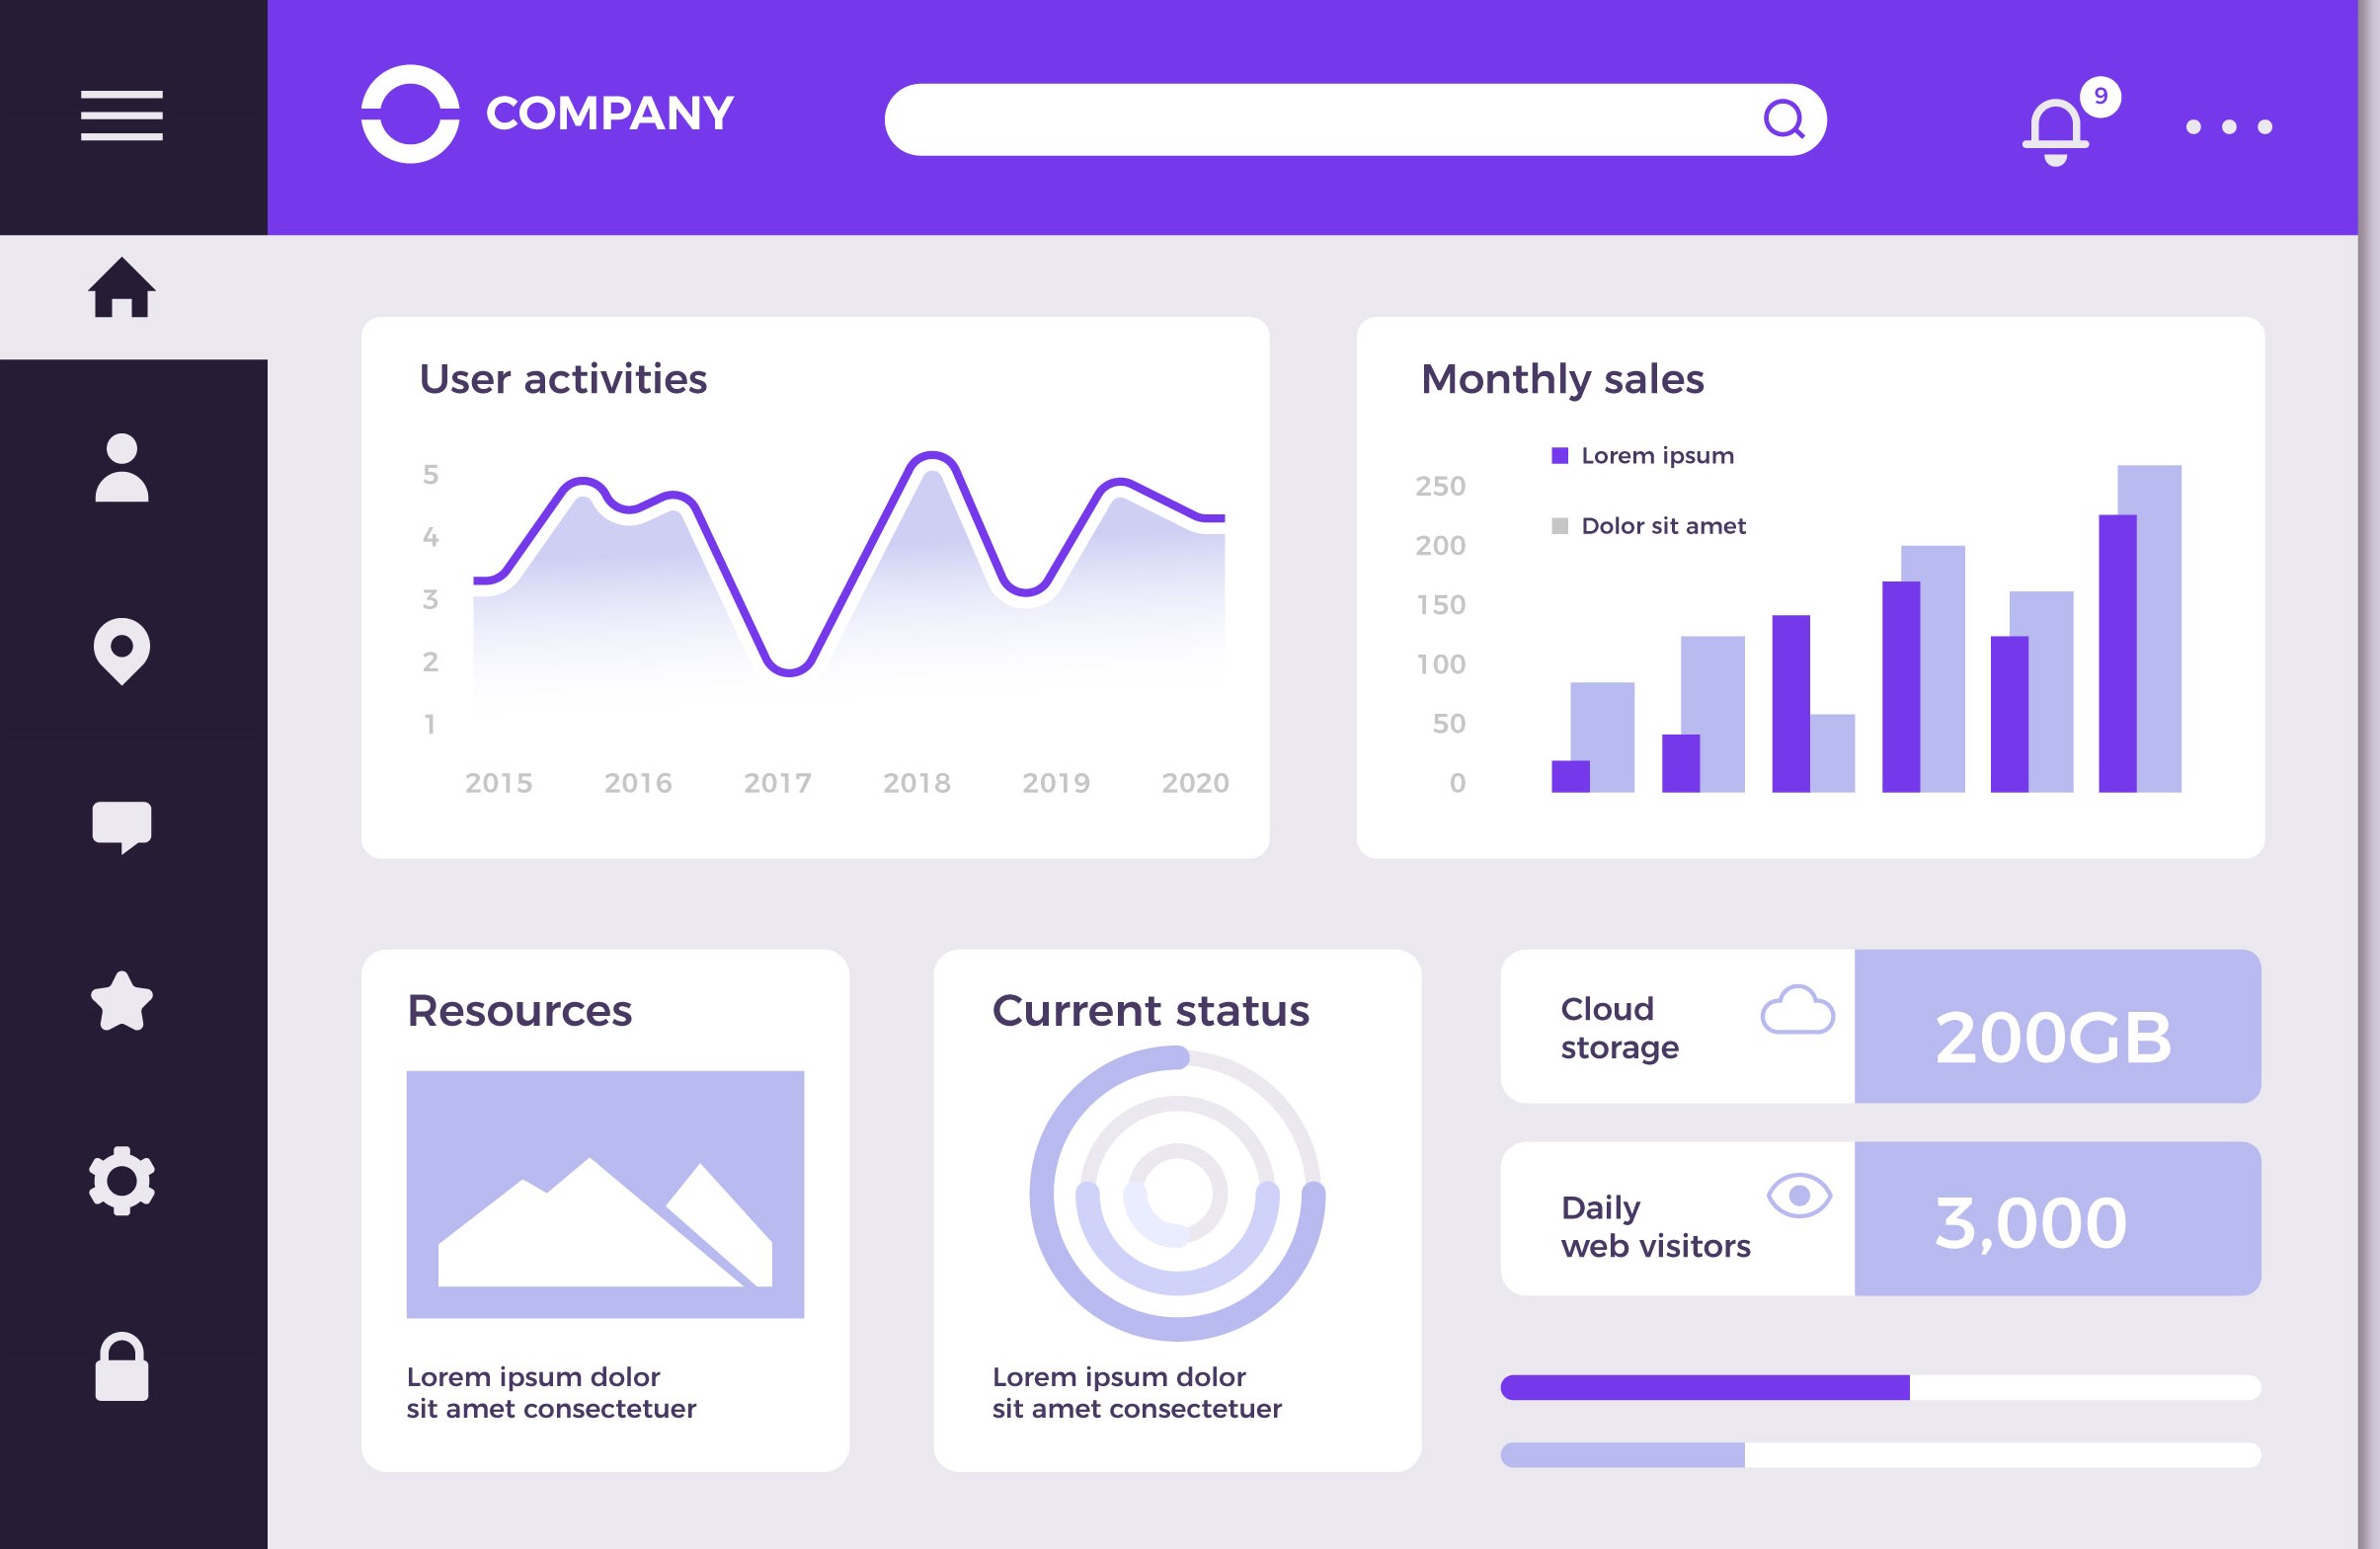 COMPANY
9
User activities
5
4
3
2
1
2015 2016 2017 2018 2019 2020
Monthly sales
Lorem ipsum
Dolor sit amet
250
200
150
100
50
0
Resources
Lorem ipsum dolor
sit amet consectetuer
Current status
Lorem ipsum dolor
sit amet consectetuer
Cloud
storage
200GB
Daily
web visitors
3,000